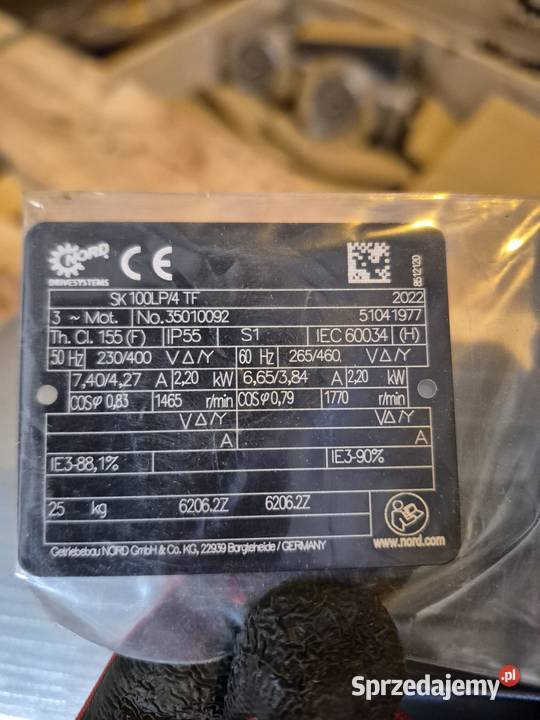 NORD
DRIVESYSTEMS
CE
8512120
SK 100LP/4 TF 2022
3 ~ Mot. No. 35010092 51041977
Th. Cl. 155 (F) IP55 S1 IEC 60034 (H)
50 Hz 230/400 V Δ/Y 60 Hz 265/460 V Δ/Y
7,40/4,27 A 2,20 kW 6,65/3,84 A 2,20 kW
COS φ 0,83 1465 r/min COS φ 0,79 1770 r/min
V Δ/Y V Δ/Y
A A
IE3-88,1% IE3-90%
25 kg 6206.2Z 6206.2Z
Getriebebau NORD GmbH & Co. KG, 22939 Bargteheide / GERMANY
www.nord.com
Sprzedajemy.pl